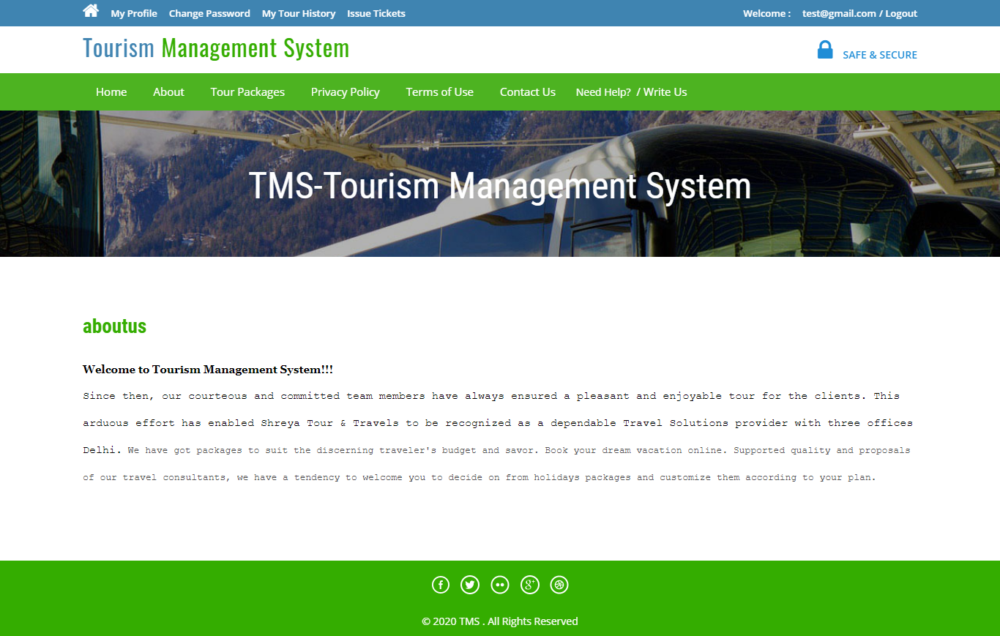 My Profile Change Password My Tour History Issue Tickets Welcome : test@gmail.com / Logout
Tourism Management System
SAFE & SECURE
Home About Tour Packages Privacy Policy Terms of Use Contact Us Need Help? / Write Us
TMS-Tourism Management System
aboutus
Welcome to Tourism Management System!!!
Since then, our courteous and committed team members have always ensured a pleasant and enjoyable tour for the clients. This
arduous effort has enabled Shreya Tour & Travels to be recognized as a dependable Travel Solutions provider with three offices
Delhi. We have got packages to suit the discerning traveler's budget and savor. Book your dream vacation online. Supported quality and proposals
of our travel consultants, we have a tendency to welcome you to decide on from holidays packages and customize them according to your plan.
© 2020 TMS . All Rights Reserved